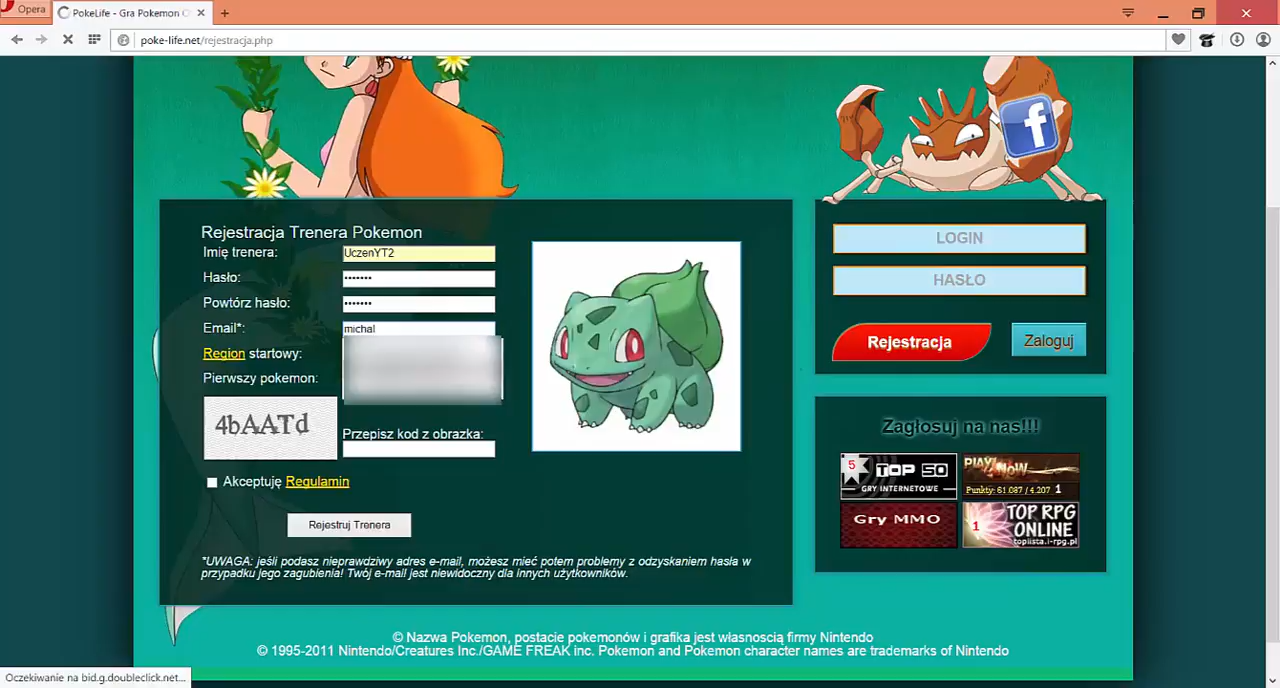 Opera
PokeLife - Gra Pokemon O
poke-life.net/rejestracja.php
Rejestracja Trenera Pokemon
Imię trenera:
UczenYT2
Hasło:
•••••••
Powtórz hasło:
•••••••
Email*:
michal
Region startowy:
Pierwszy pokemon:
4bAATd
Przepisz kod z obrazka:
Akceptuję Regulamin
Rejestruj Trenera
*UWAGA: jeśli podasz nieprawdziwy adres e-mail, możesz mieć potem problemy z odzyskaniem hasła w
przypadku jego zagubienia! Twój e-mail jest niewidoczny dla innych użytkowników.
f
LOGIN
HASŁO
Rejestracja
Zaloguj
Zagłosuj na nas!!!
5
TOP 50
GRY INTERNETOWE
PLAY NOW
Punkty: 61.087 / 4.207 1
Gry MMO
1
TOP RPG
ONLINE
toplista.i-rpg.pl
© Nazwa Pokemon, postacie pokemonów i grafika jest własnoscią firmy Nintendo
© 1995-2011 Nintendo/Creatures Inc./GAME FREAK inc. Pokemon and Pokemon character names are trademarks of Nintendo
Oczekiwanie na bid.g.doubleclick.net...